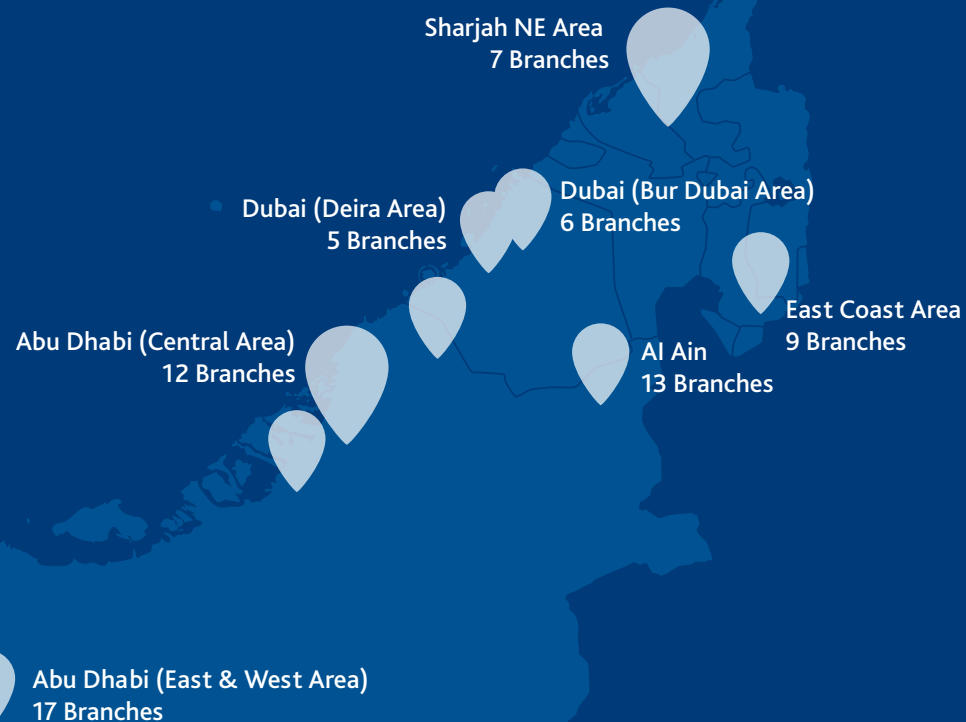 Sharjah NE Area
7 Branches
Dubai (Bur Dubai Area)
6 Branches
Dubai (Deira Area)
5 Branches
East Coast Area
9 Branches
Abu Dhabi (Central Area)
12 Branches
Al Ain
13 Branches
Abu Dhabi (East & West Area)
17 Branches